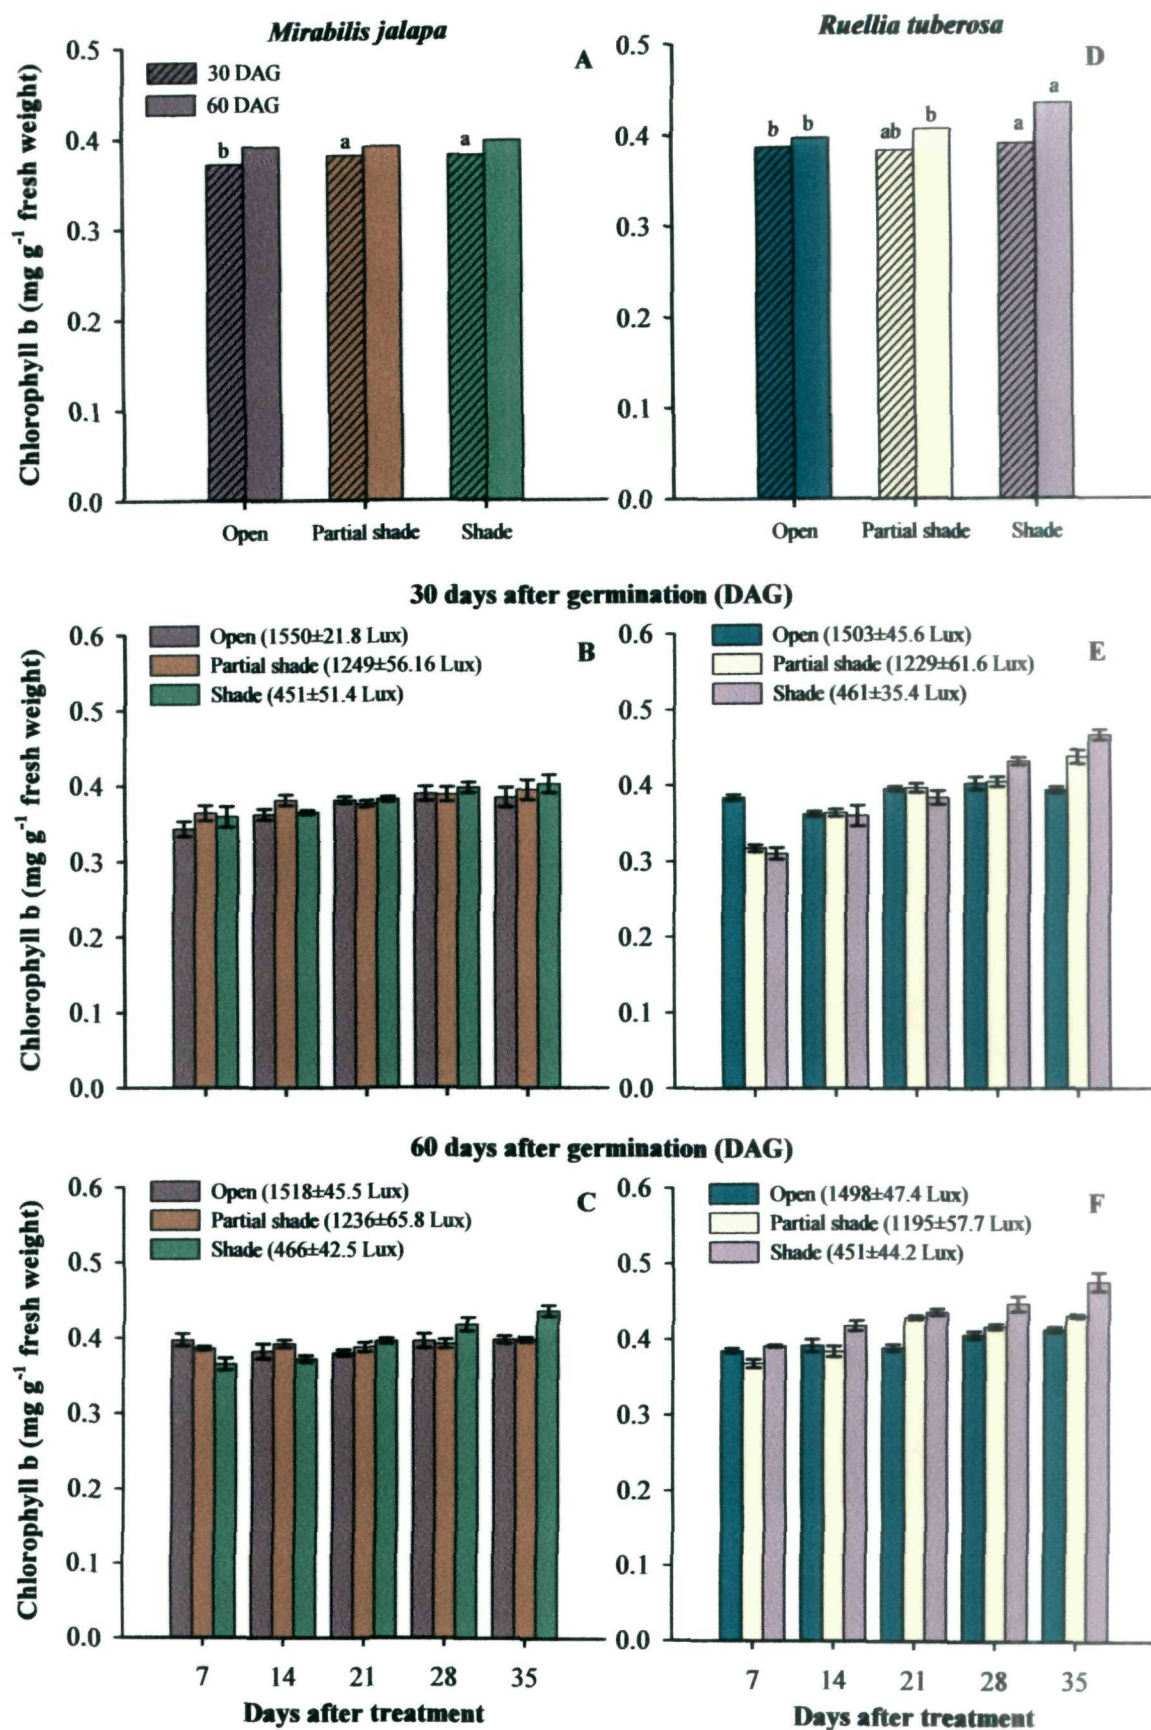 Mirabilis jalapa
Ruellia tuberosa
Chlorophyll b (mg g⁻¹ fresh weight)
0.5
0.4
0.3
0.2
0.1
0.0
A
30 DAG
60 DAG
b
a
a
Open
Partial shade
Shade
0.5
0.4
0.3
0.2
0.1
0.0
D
b
b
ab
b
a
a
Open
Partial shade
Shade
30 days after germination (DAG)
Chlorophyll b (mg g⁻¹ fresh weight)
0.6
0.5
0.4
0.3
0.2
0.1
0.0
Open (1550±21.8 Lux)
Partial shade (1249±56.16 Lux)
Shade (451±51.4 Lux)
B
0.6
0.5
0.4
0.3
0.2
0.1
0.0
Open (1503±45.6 Lux)
Partial shade (1229±61.6 Lux)
Shade (461±35.4 Lux)
E
60 days after germination (DAG)
Chlorophyll b (mg g⁻¹ fresh weight)
0.6
0.5
0.4
0.3
0.2
0.1
0.0
Open (1518±45.5 Lux)
Partial shade (1236±65.8 Lux)
Shade (466±42.5 Lux)
C
7 14 21 28 35
Days after treatment
0.6
0.5
0.4
0.3
0.2
0.1
0.0
Open (1498±47.4 Lux)
Partial shade (1195±57.7 Lux)
Shade (451±44.2 Lux)
F
7 14 21 28 35
Days after treatment